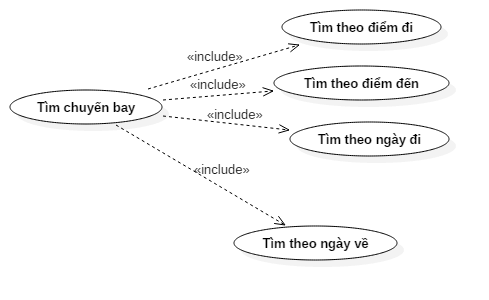 Tìm theo điểm đi
«include»
«include»
Tìm theo điểm đến
Tìm chuyến bay
«include»
Tìm theo ngày đi
«include»
Tìm theo ngày về